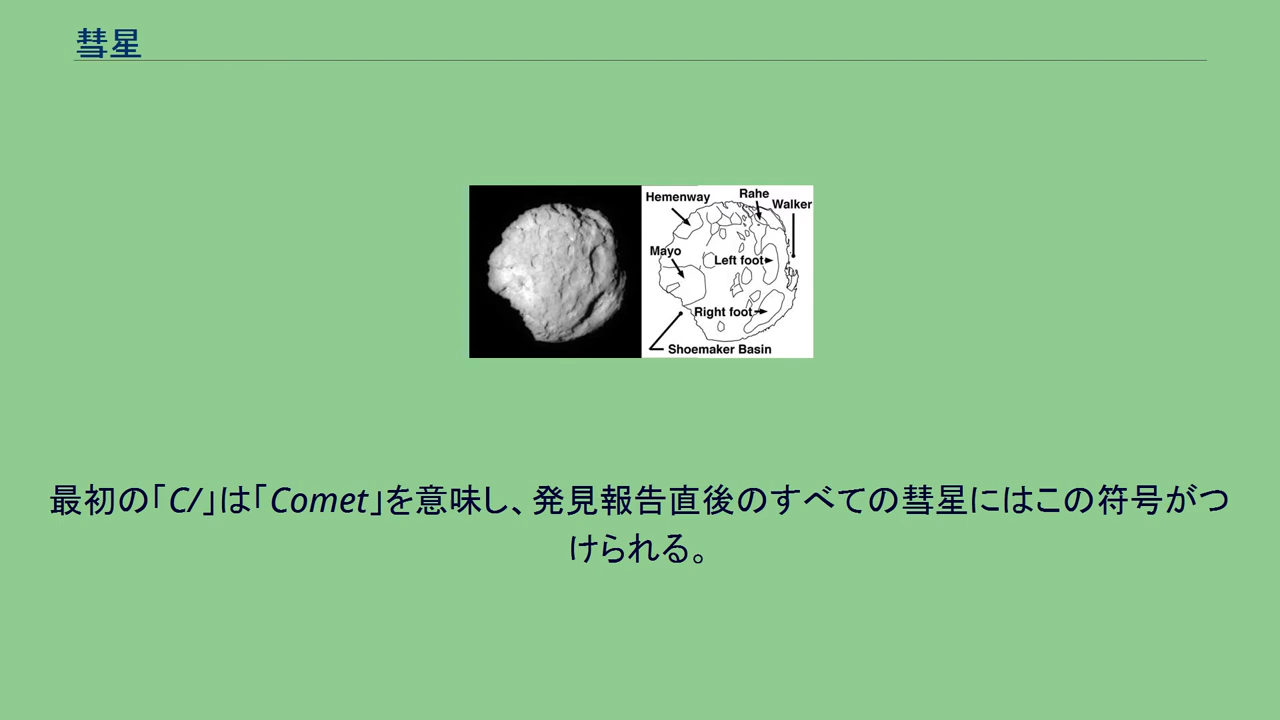 彗星
Hemenway
Rahe
Walker
Mayo
Left foot
Right foot
Shoemaker Basin
最初の「C/」は「Comet」を意味し、発見報告直後のすべての彗星にはこの符号がつ
けられる。